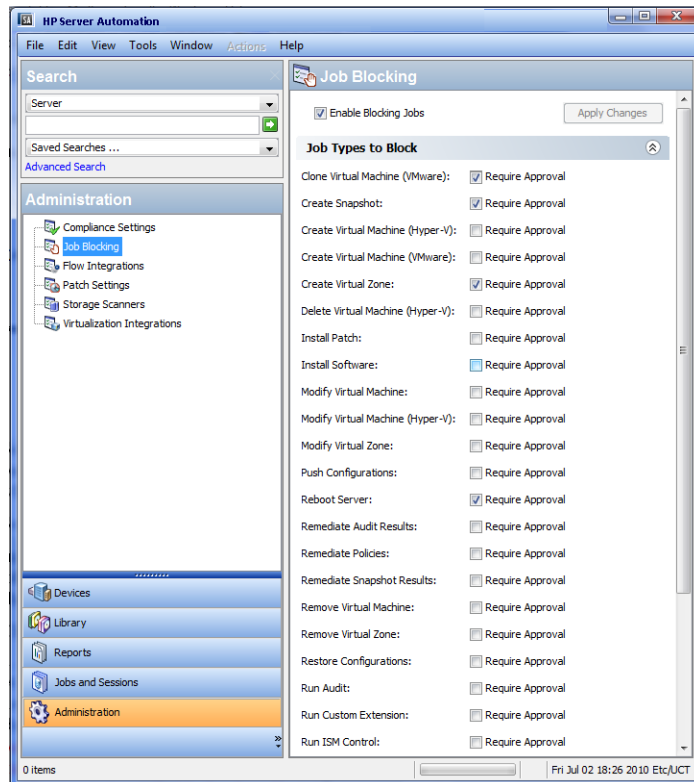 SA HP Server Automation
File Edit View Tools Window Actions Help
Search
Server
Saved Searches ...
Advanced Search
Administration
Compliance Settings
Job Blocking
Flow Integrations
Patch Settings
Storage Scanners
Virtualization Integrations
Devices
Library
Reports
Jobs and Sessions
Administration
Job Blocking
Enable Blocking Jobs Apply Changes
Job Types to Block
Clone Virtual Machine (VMware): Require Approval
Create Snapshot: Require Approval
Create Virtual Machine (Hyper-V): Require Approval
Create Virtual Machine (VMware): Require Approval
Create Virtual Zone: Require Approval
Delete Virtual Machine (Hyper-V): Require Approval
Install Patch: Require Approval
Install Software: Require Approval
Modify Virtual Machine: Require Approval
Modify Virtual Machine (Hyper-V): Require Approval
Modify Virtual Zone: Require Approval
Push Configurations: Require Approval
Reboot Server: Require Approval
Remediate Audit Results: Require Approval
Remediate Policies: Require Approval
Remediate Snapshot Results: Require Approval
Remove Virtual Machine: Require Approval
Remove Virtual Zone: Require Approval
Restore Configurations: Require Approval
Run Audit: Require Approval
Run Custom Extension: Require Approval
Run ISM Control: Require Approval
0 items Fri Jul 02 18:26 2010 Etc/UCT